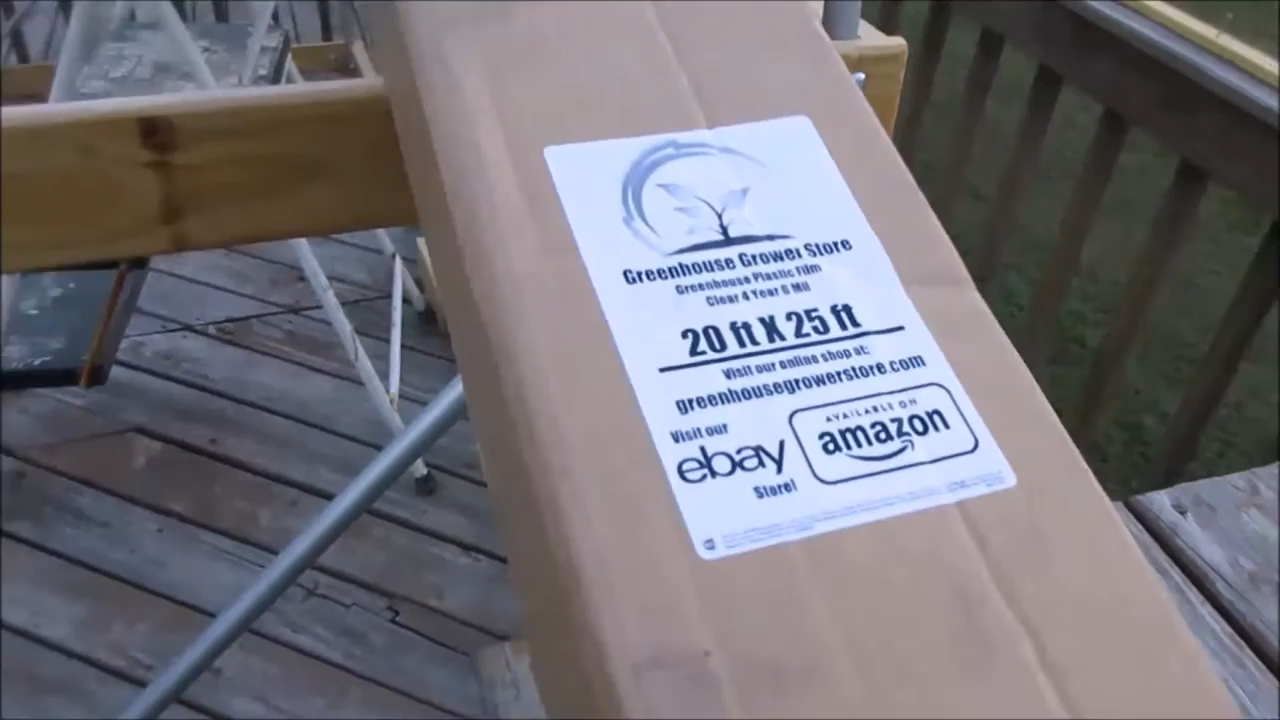 Greenhouse Grower Store
Greenhouse Plastic Film
Clear 4 Year 6 Mil
20 ft X 25 ft
Visit our online shop at:
greenhousegrowerstore.com
Visit our
ebay
Store!
AVAILABLE ON
amazon